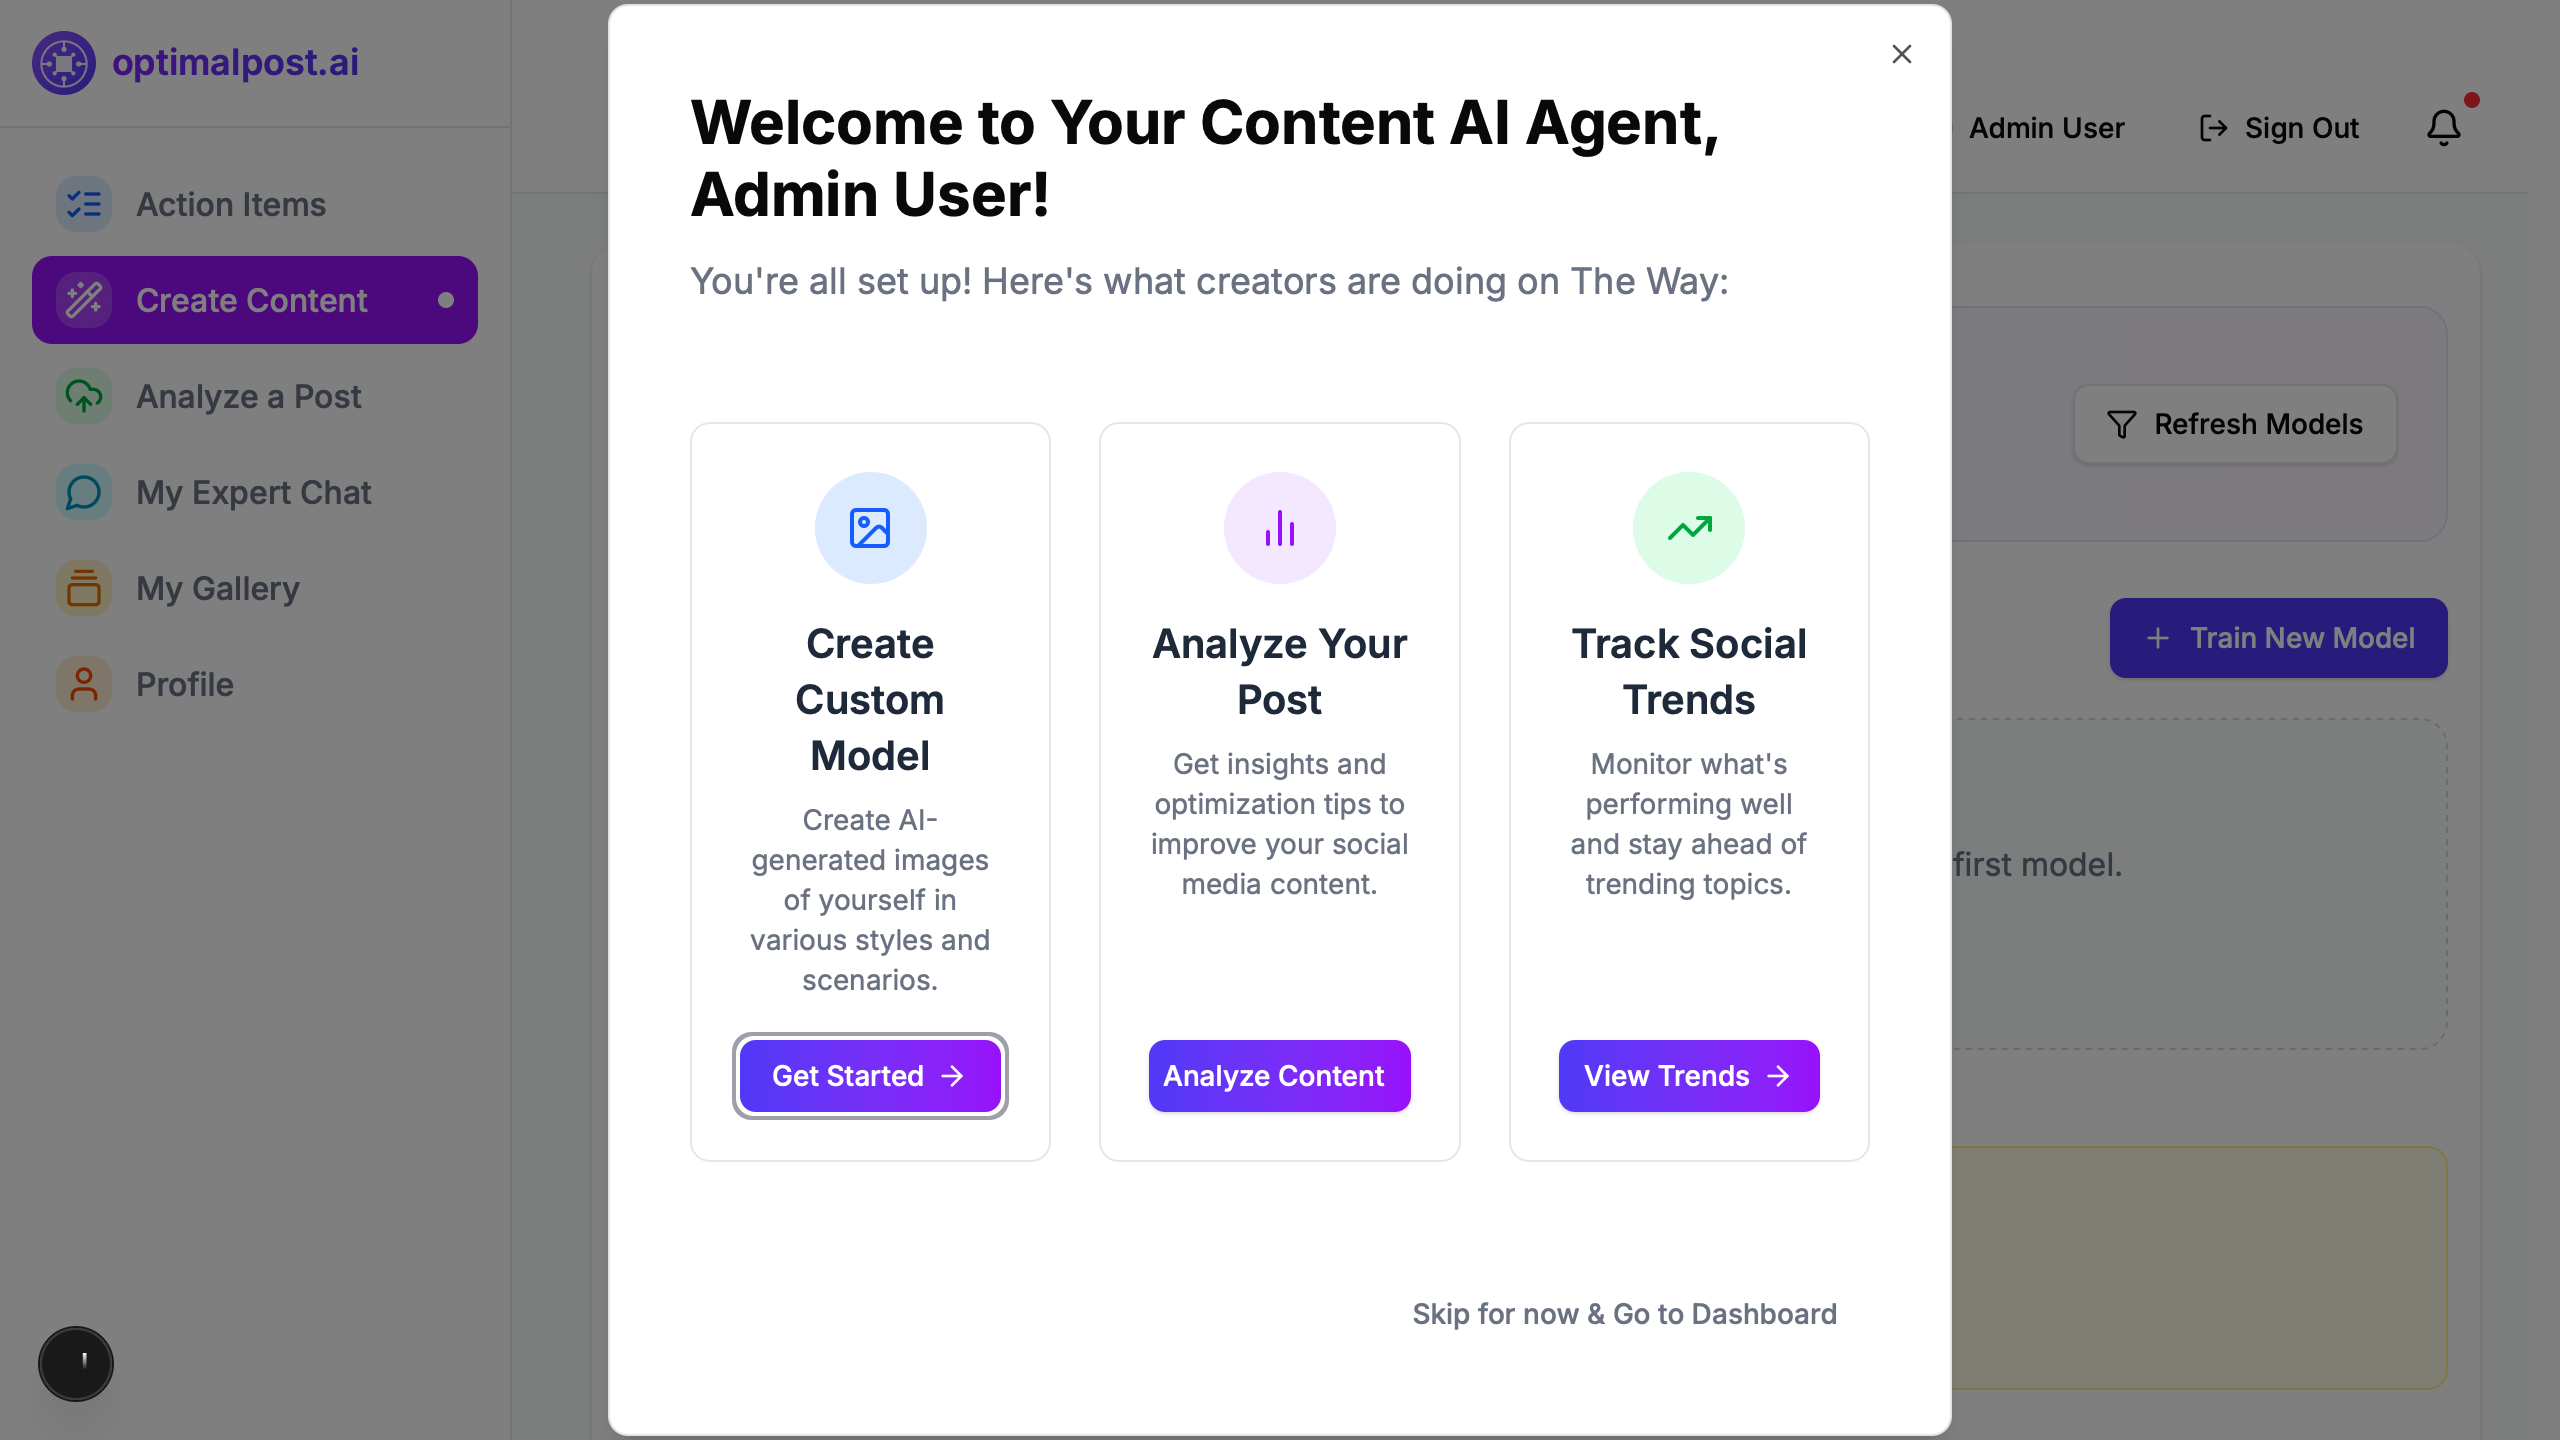 optimalpost.ai
Action Items
Create Content
Analyze a Post
My Expert Chat
My Gallery
Profile
Admin User
Sign Out
Refresh Models
Train New Model
first model.
Welcome to Your Content AI Agent,
Admin User!
You're all set up! Here's what creators are doing on The Way:
Create
Custom
Model
Create AI-
generated images
of yourself in
various styles and
scenarios.
Get Started
Analyze Your
Post
Get insights and
optimization tips to
improve your social
media content.
Analyze Content
Track Social
Trends
Monitor what's
performing well
and stay ahead of
trending topics.
View Trends
Skip for now & Go to Dashboard